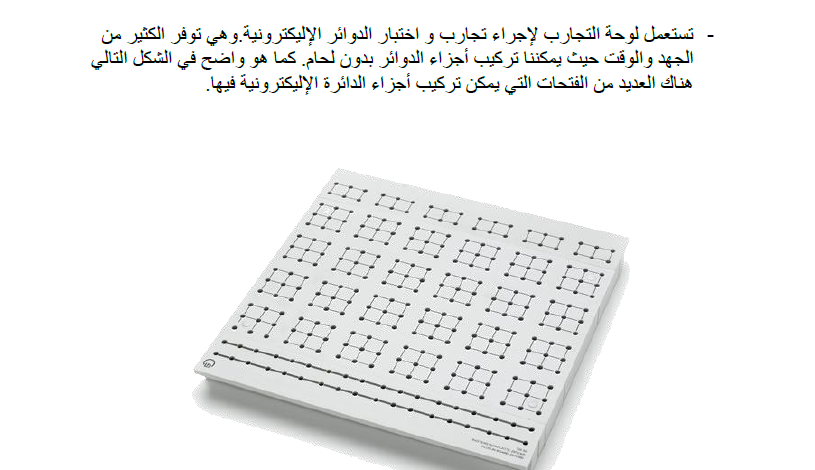 - تستعمل لوحة التجارب لإجراء تجارب و اختبار الدوائر الإليكترونية.وهي توفر الكثير من
الجهد والوقت حيث يمكننا تركيب أجزاء الدوائر بدون لحام. كما هو واضح في الشكل التالي
هناك العديد من الفتحات التي يمكن تركيب أجزاء الدائرة الإليكترونية فيها.